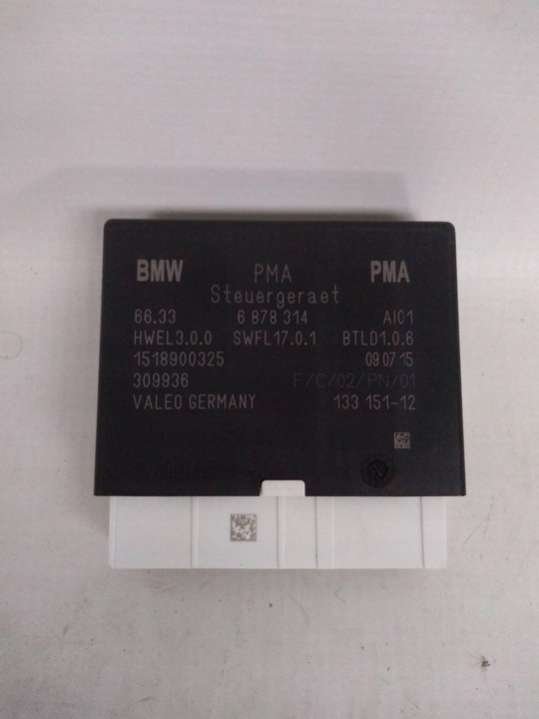 BMW PMA PMA
Steuergeraet
66.33 6 878 314 AI01
HWEL3.0.0 SWFL17.0.1 BTLD1.0.6
1518900325 09.07.15
309936 F/C/02/PN/01
VALEO GERMANY 133 151-12